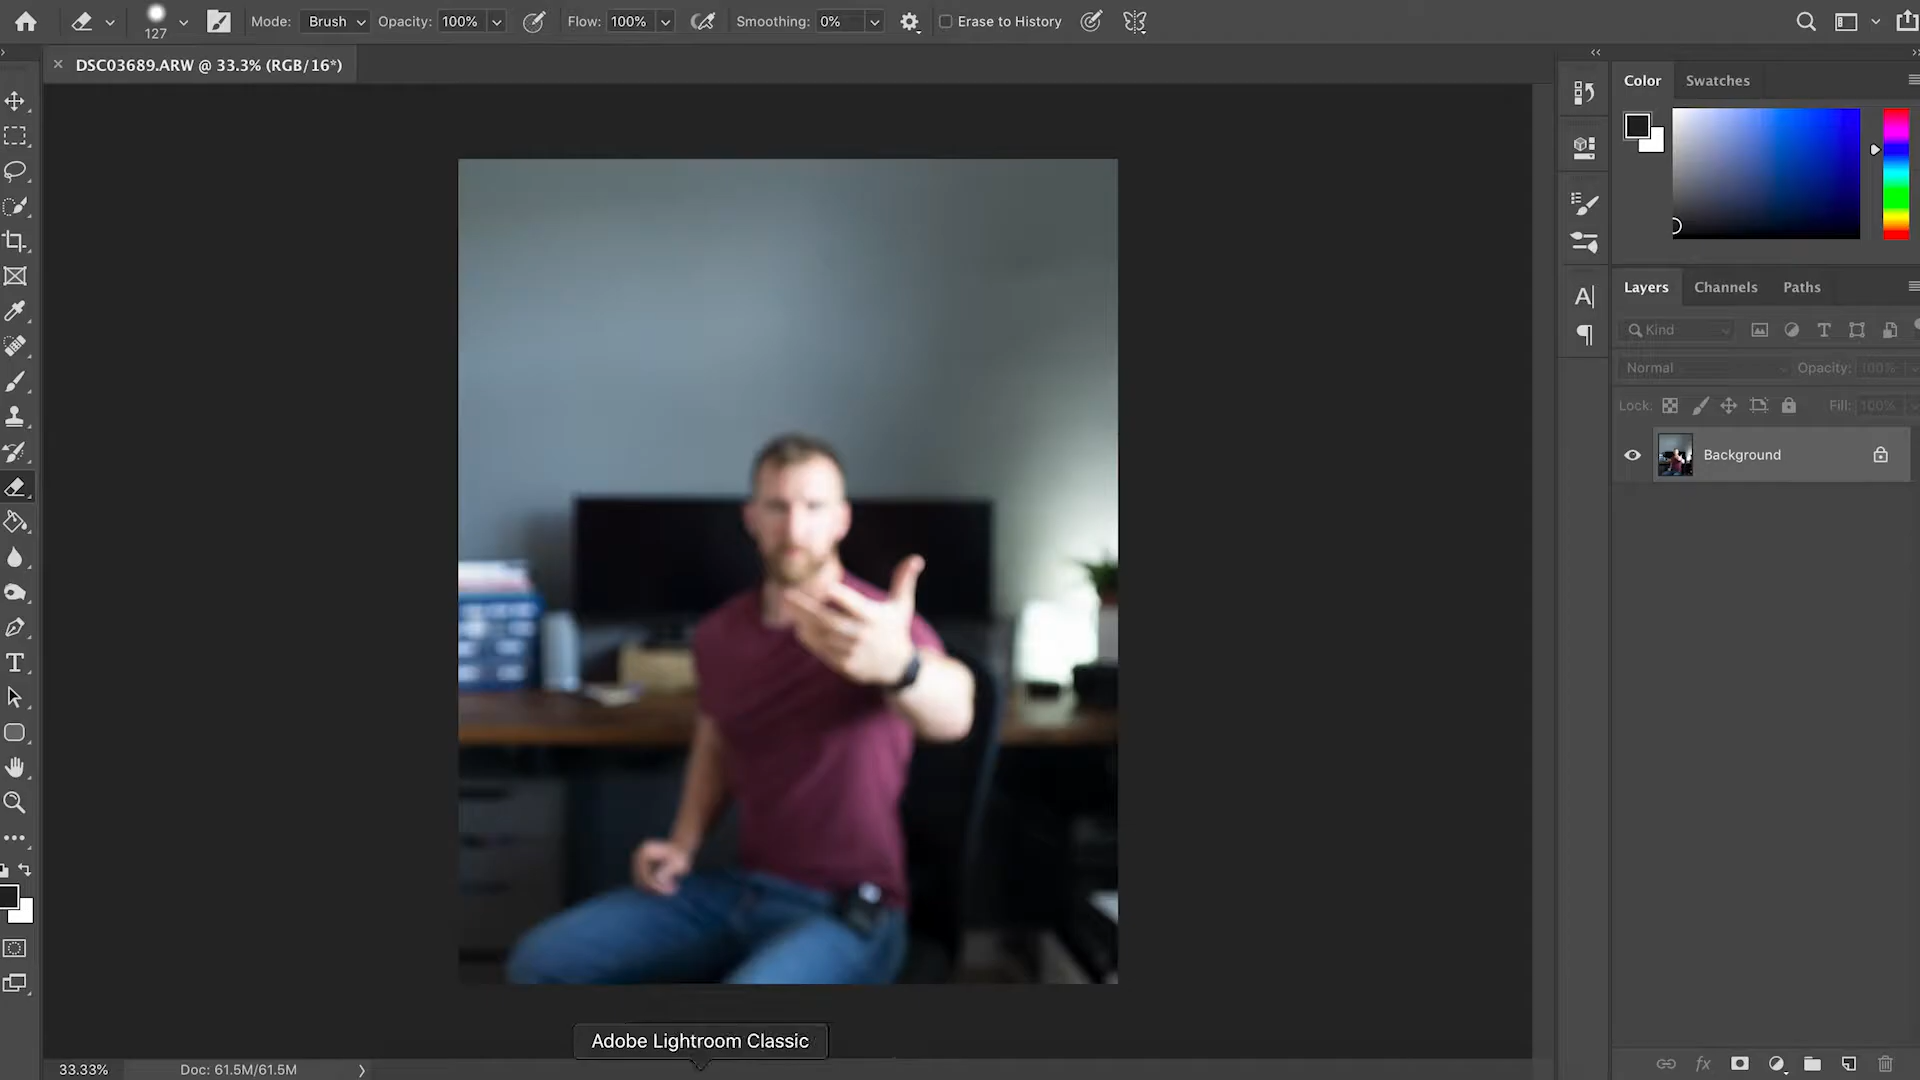 127
Mode: Brush Opacity: 100% Flow: 100% Smoothing: 0% Erase to History
DSC03689.ARW @ 33.3% (RGB/16*)
Color Swatches
Layers Channels Paths
Kind
Normal Opacity: 100%
Lock: Fill: 100%
Background
Adobe Lightroom Classic
33.33% Doc: 61.5M/61.5M